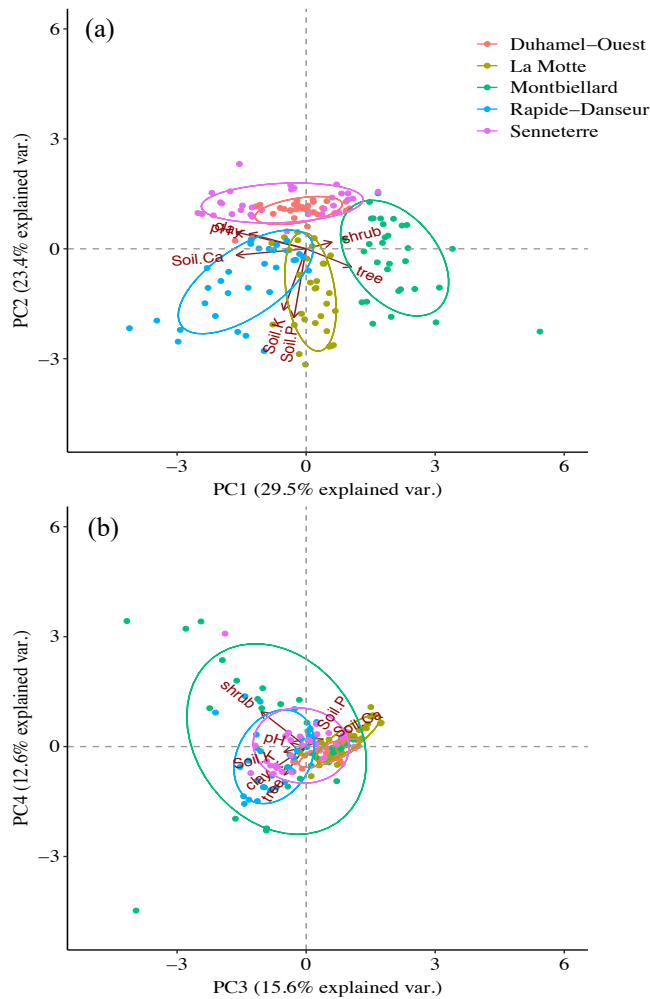 (a)
6
3
0
−3
PC2 (23.4% explained var.)
Duhamel−Ouest
La Motte
Montbiellard
Rapide−Danseur
Senneterre
clay
pH
Soil.Ca
shrub
tree
Soil.K
Soil.P
−3
0
3
6
PC1 (29.5% explained var.)
(b)
6
3
0
−3
PC4 (12.6% explained var.)
shrub
Soil.P
Soil.Ca
pH
Soil.K
clay
tree
−3
0
3
6
PC3 (15.6% explained var.)